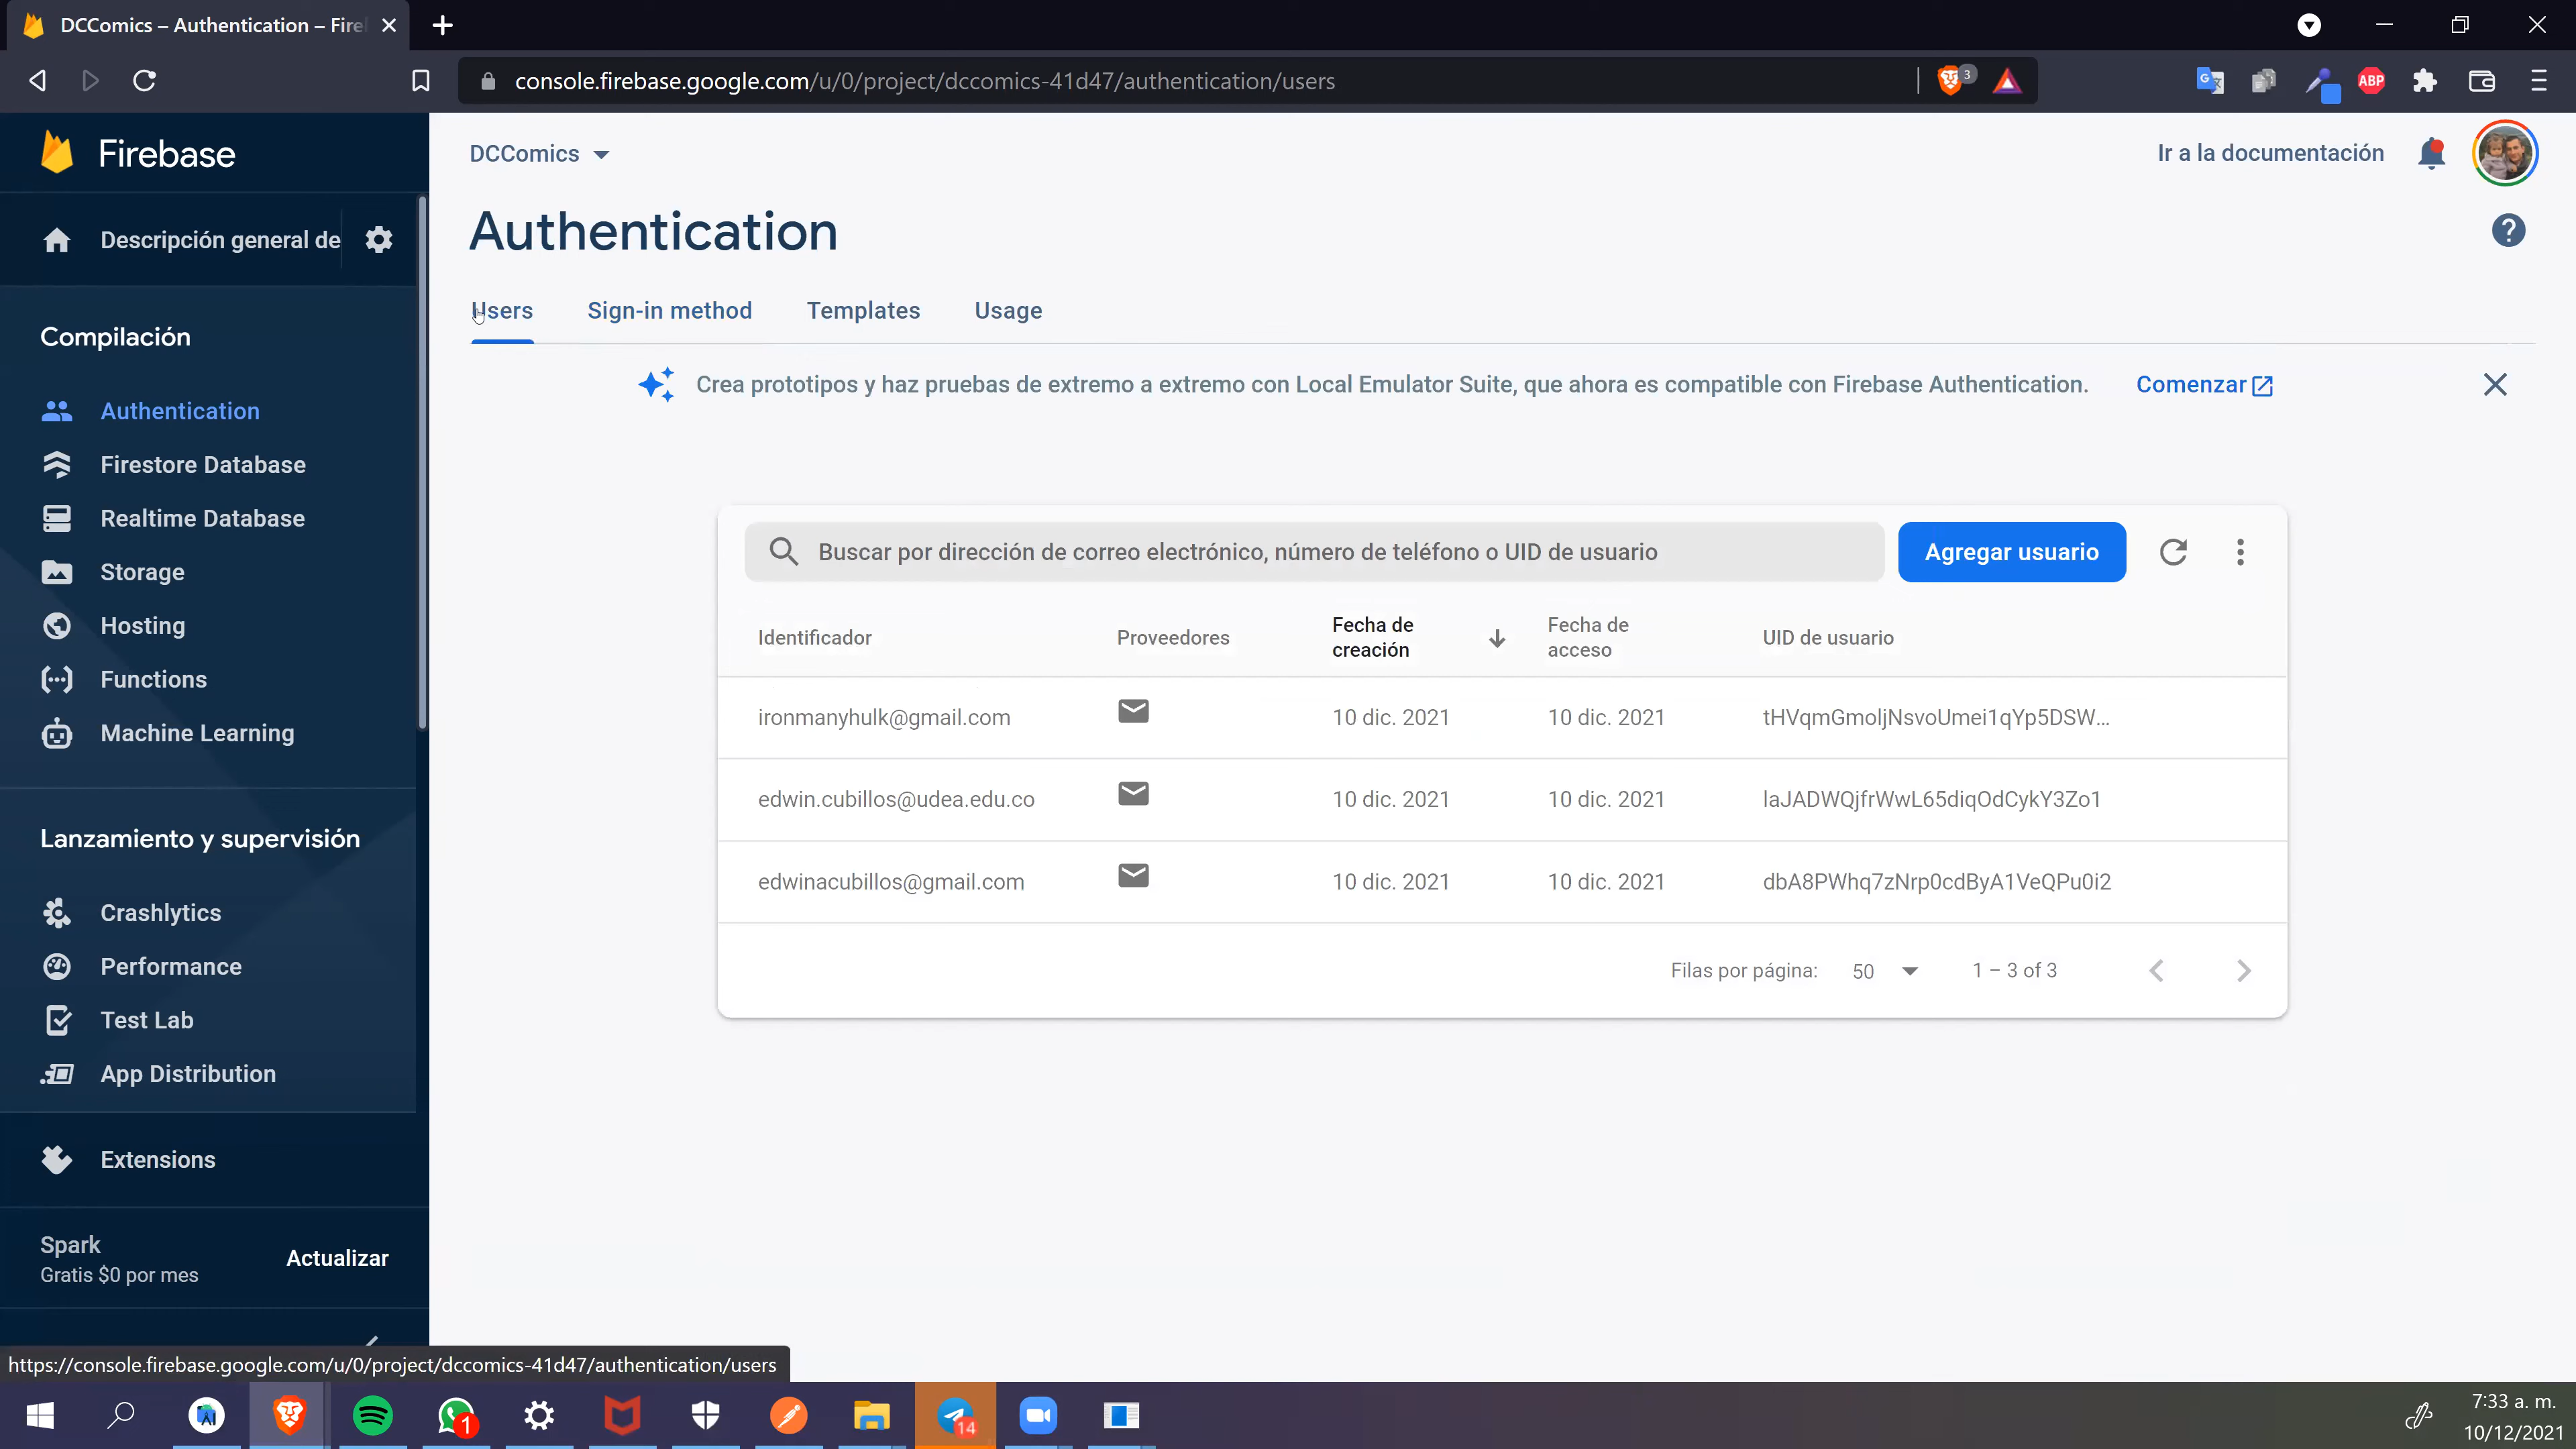 DCComics – Authentication – Fire
console.firebase.google.com/u/0/project/dccomics-41d47/authentication/users
3
ABP
Firebase
DCComics
Ir a la documentación
Descripción general de
Authentication
Users
Sign-in method
Templates
Usage
Compilación
Crea prototipos y haz pruebas de extremo a extremo con Local Emulator Suite, que ahora es compatible con Firebase Authentication.
Comenzar
Authentication
Firestore Database
Realtime Database
Storage
Hosting
Functions
Machine Learning
Buscar por dirección de correo electrónico, número de teléfono o UID de usuario
Agregar usuario
Identificador
Proveedores
Fecha de
creación
Fecha de
acceso
UID de usuario
ironmanyhulk@gmail.com
10 dic. 2021
10 dic. 2021
tHVqmGmoljNsvoUmei1qYp5DSW...
edwin.cubillos@udea.edu.co
10 dic. 2021
10 dic. 2021
laJADWQjfrWwL65diqOdCykY3Zo1
edwinacubillos@gmail.com
10 dic. 2021
10 dic. 2021
dbA8PWhq7zNrp0cdByA1VeQPu0i2
Filas por página:
50
1 – 3 of 3
Lanzamiento y supervisión
Crashlytics
Performance
Test Lab
App Distribution
Extensions
Spark
Gratis $0 por mes
Actualizar
https://console.firebase.google.com/u/0/project/dccomics-41d47/authentication/users
1
14
7:33 a. m.
10/12/2021